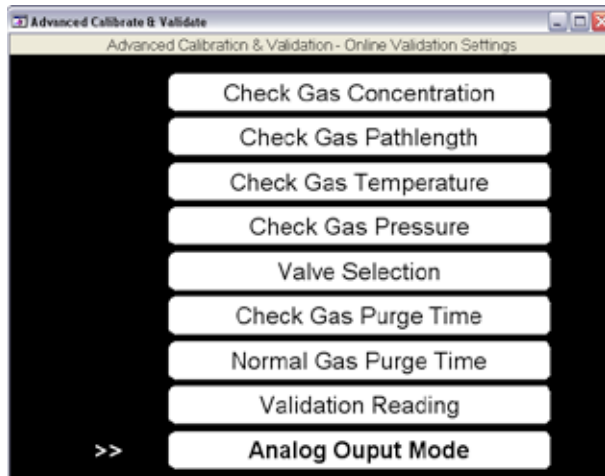 Advanced Calibrate & Validate
Advanced Calibration & Validation - Online Validation Settings
Check Gas Concentration
Check Gas Pathlength
Check Gas Temperature
Check Gas Pressure
Valve Selection
Check Gas Purge Time
Normal Gas Purge Time
Validation Reading
>> Analog Ouput Mode